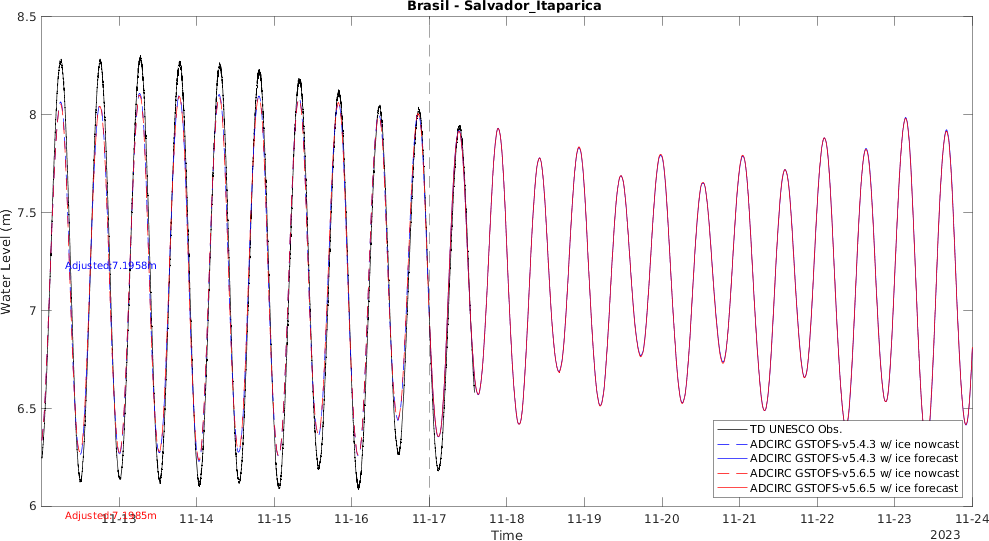 Brasil - Salvador_Itaparica
8.5
8
7.5
7
6.5
6
Water Level (m)
Adjusted:7.1958m
Adjusted:7.1985m
TD UNESCO Obs.
ADCIRC GSTOFS-v5.4.3 w/ ice nowcast
ADCIRC GSTOFS-v5.4.3 w/ ice forecast
ADCIRC GSTOFS-v5.6.5 w/ ice nowcast
ADCIRC GSTOFS-v5.6.5 w/ ice forecast
11-13 11-14 11-15 11-16 11-17 11-18 11-19 11-20 11-21 11-22 11-23 11-24
Time
2023